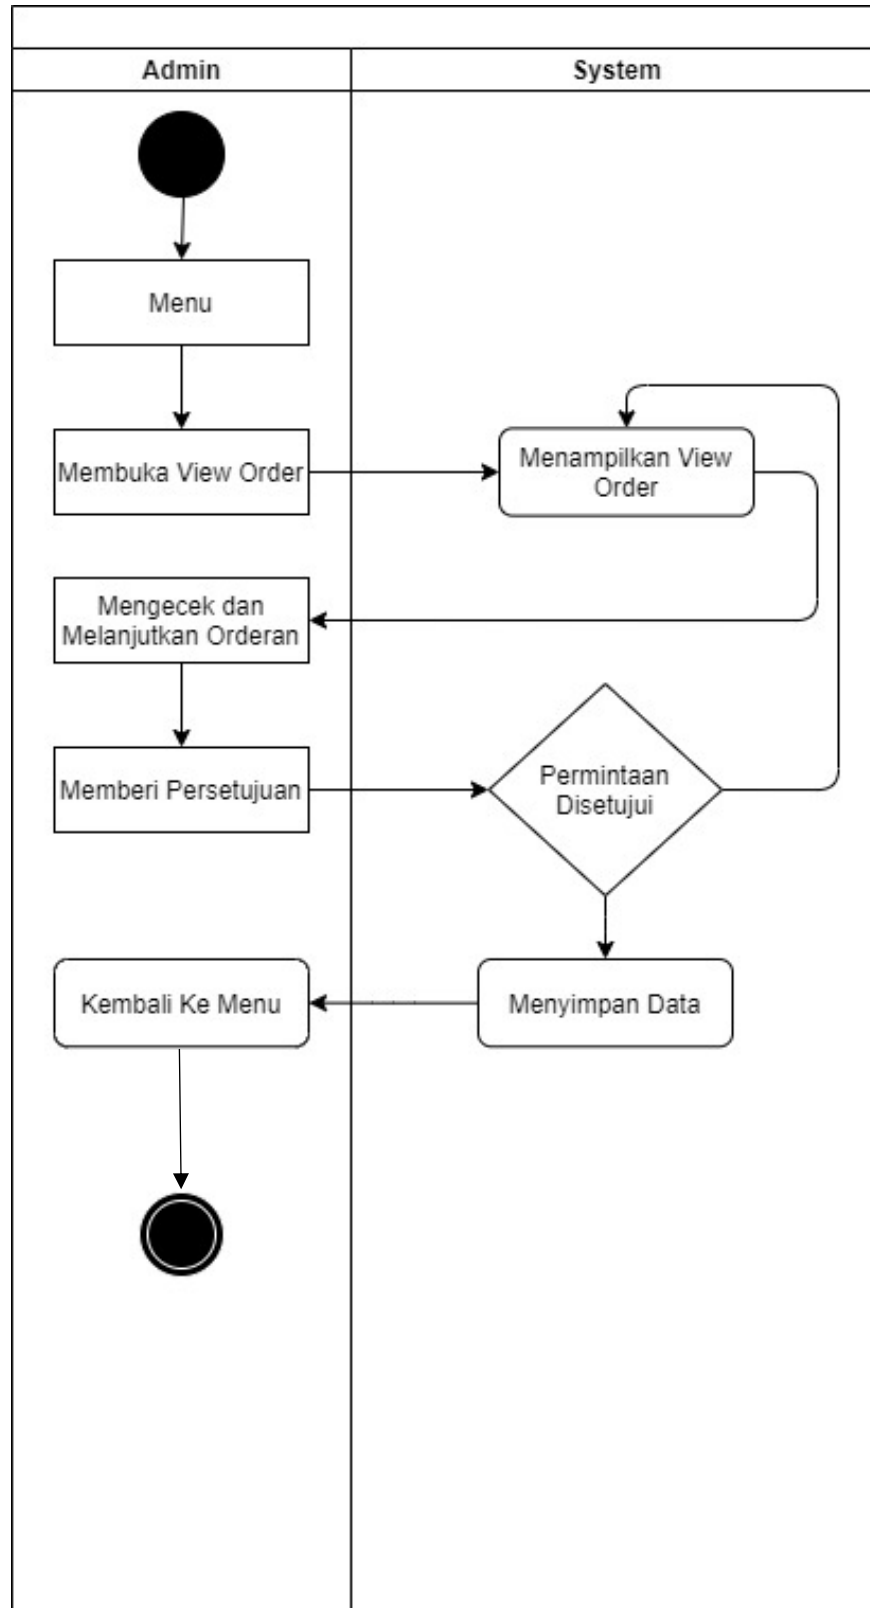 Admin
System
Menu
Membuka View Order
Menampilkan View
Order
Mengecek dan
Melanjutkan Orderan
Memberi Persetujuan
Permintaan
Disetujui
Kembali Ke Menu
Menyimpan Data